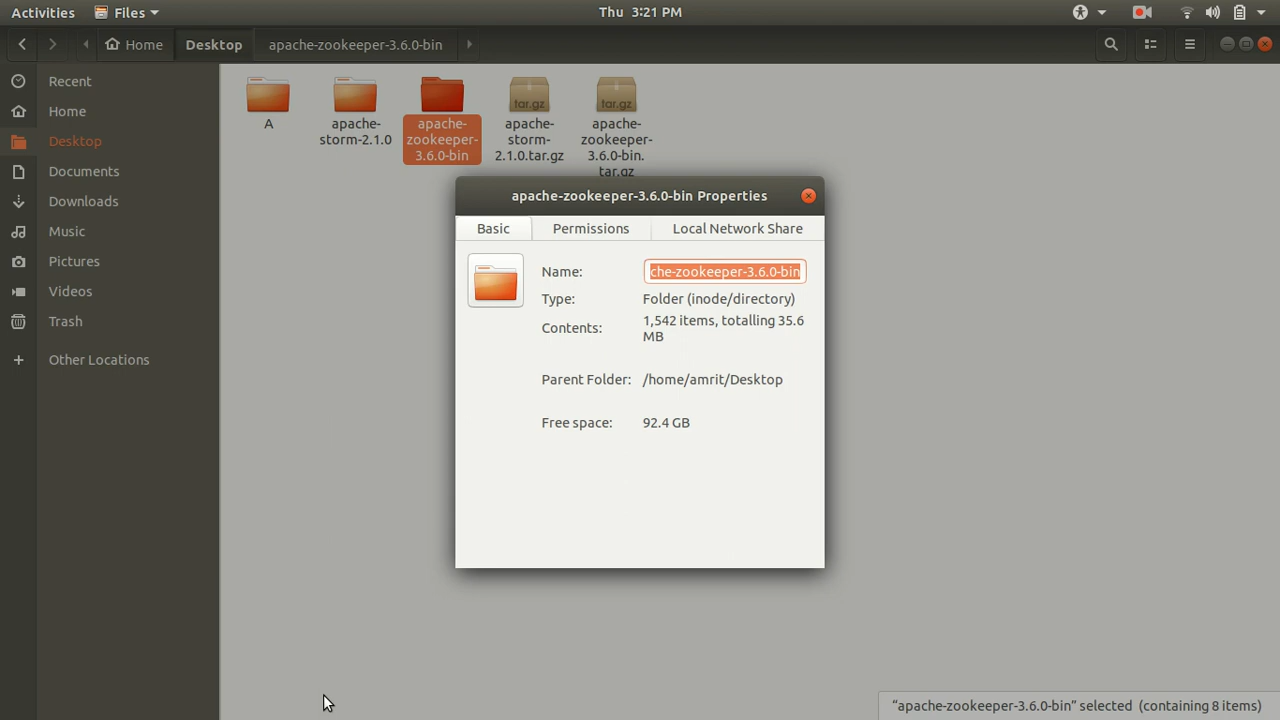 Activities Files Thu 3:21 PM
Home Desktop apache-zookeeper-3.6.0-bin
Recent
Home
Desktop
Documents
Downloads
Music
Pictures
Videos
Trash
Other Locations
A
apache-
storm-2.1.0
apache-
zookeeper-
3.6.0-bin
tar.gz
apache-
storm-
2.1.0.tar.gz
tar.gz
apache-
zookeeper-
3.6.0-bin.
tar.gz
apache-zookeeper-3.6.0-bin Properties
Basic Permissions Local Network Share
Name: che-zookeeper-3.6.0-bin
Type: Folder (inode/directory)
Contents: 1,542 items, totalling 35.6
MB
Parent Folder: /home/amrit/Desktop
Free space: 92.4 GB
“apache-zookeeper-3.6.0-bin” selected (containing 8 items)